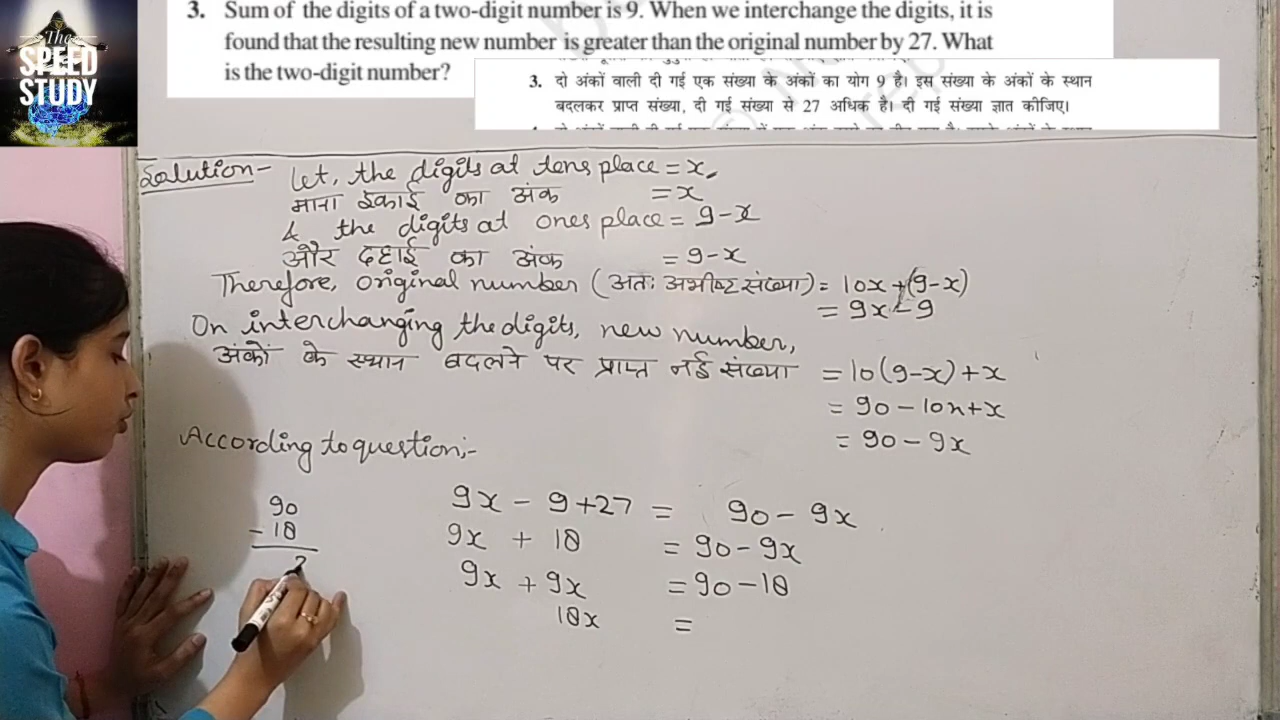 The
SPEED
STUDY
3. Sum of the digits of a two-digit number is 9. When we interchange the digits, it is
found that the resulting new number is greater than the original number by 27. What
is the two-digit number?
3. दो अंकों वाली दी गई एक संख्या के अंकों का योग 9 है। इस संख्या के अंकों के स्थान
बदलकर प्राप्त संख्या, दी गई संख्या से 27 अधिक है। दी गई संख्या ज्ञात कीजिए।
Solution- Let, the digits at tens place = x,
माना ईकाई का अंक = x
& the digits at ones place = 9-x
और दहाई का अंक = 9-x
Therefore, original number (अतः अभीष्ट संख्या) = 10x + (9-x)
= 9x - 9
On interchanging the digits, new number,
अंकों के स्थान बदलने पर प्राप्त नई संख्या = 10(9-x) + x
= 90 - 10x + x
= 90 - 9x
According to question;-
9x - 9 + 27 = 90 - 9x
9x + 18 = 90 - 9x
9x + 9x = 90 - 18
18x =
90
- 18
2